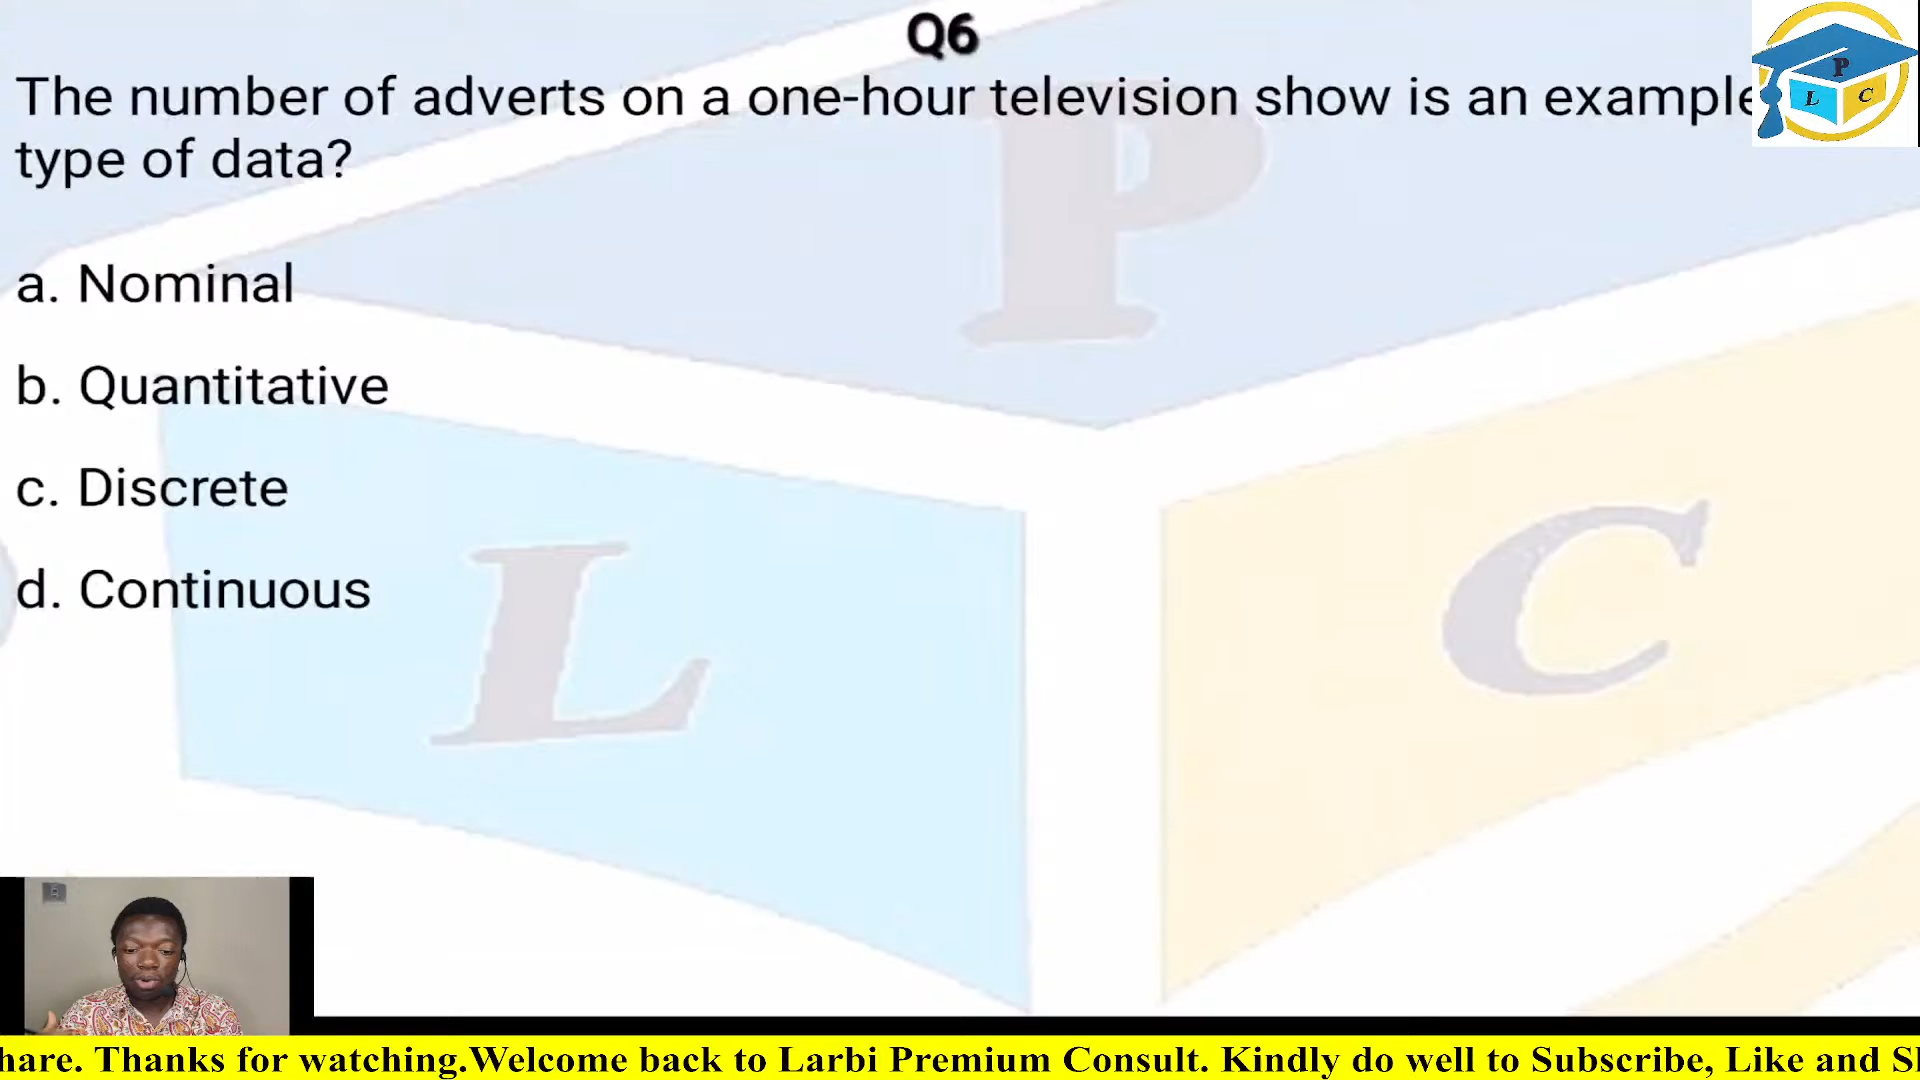 Q6
The number of adverts on a one-hour television show is an example
type of data?
a. Nominal
b. Quantitative
c. Discrete
d. Continuous
P
L C
P
L
C
hare. Thanks for watching.Welcome back to Larbi Premium Consult. Kindly do well to Subscribe, Like and S